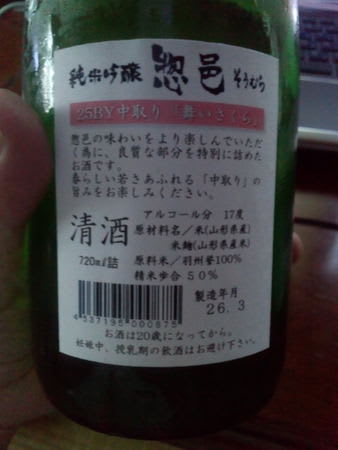 純米吟醸 惣邑 そうむら
25BY中取り「舞いさくら」
惣邑の味わいをより楽しんでいただ
く為に、良質な部分を特別に詰めた
お酒です。
春らしい若さあふれる「中取り」の
旨みをお楽しみください。
清酒
720mℓ詰
アルコール分 17度
原材料名/米(山形県産)
米麹(山形県産米)
原料米/羽州誉100%
精米歩合 50%
製造年月
26. 3
4 537195 000875
お酒は20歳になってから。
妊娠中、授乳期の飲酒はお避け下さい。